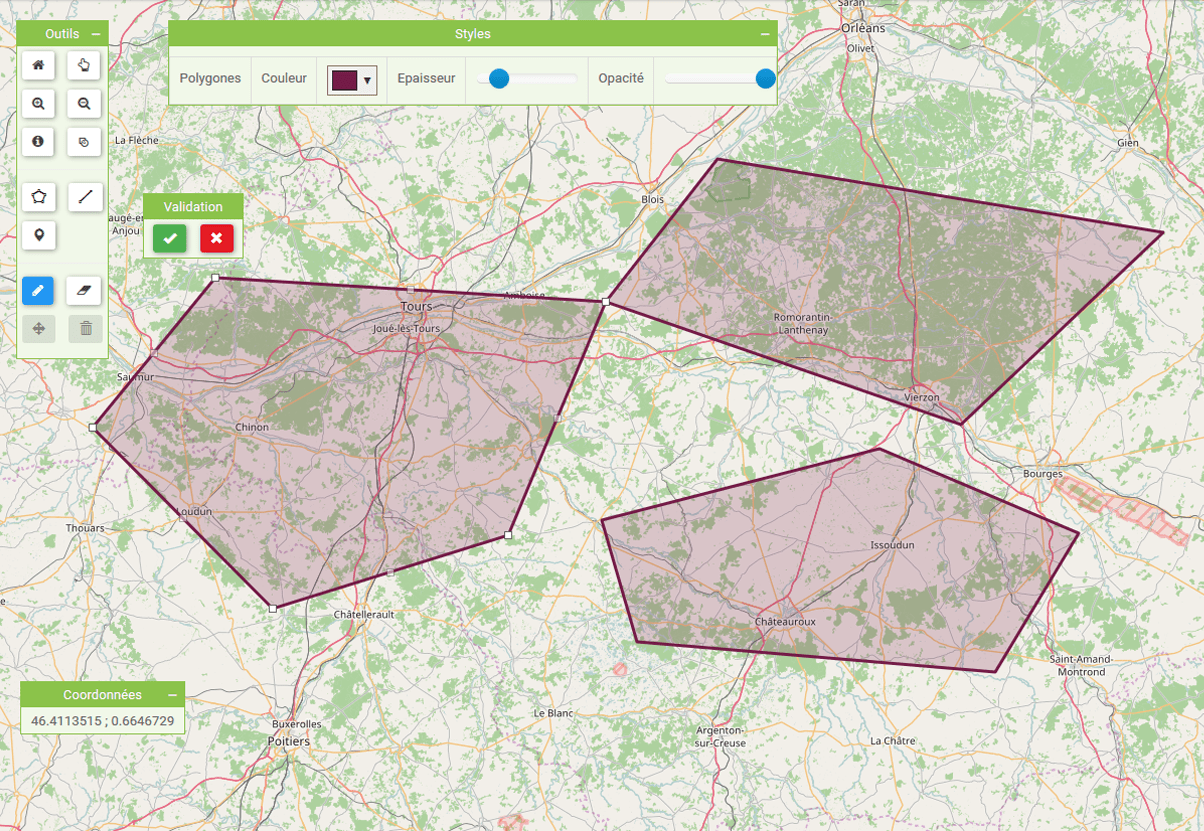 Outils −
Styles −
Polygones
Couleur
Epaisseur
Opacité
Saran
Orléans
Olivet
La Flèche
Gien
Blois
Validation
Anjou
Amboise
Tours
Joué-lès-Tours
Romorantin-
Lanthenay
Saumur
Vierzon
Chinon
Bourges
Loudun
Thouars
Issoudun
Châtellerault
Châteauroux
Saint-Amand-
Montrond
Coordonnées −
46.4113515 ; 0.6646729
Le Blanc
Buxerolles
Poitiers
Argenton-
sur-Creuse
La Châtre